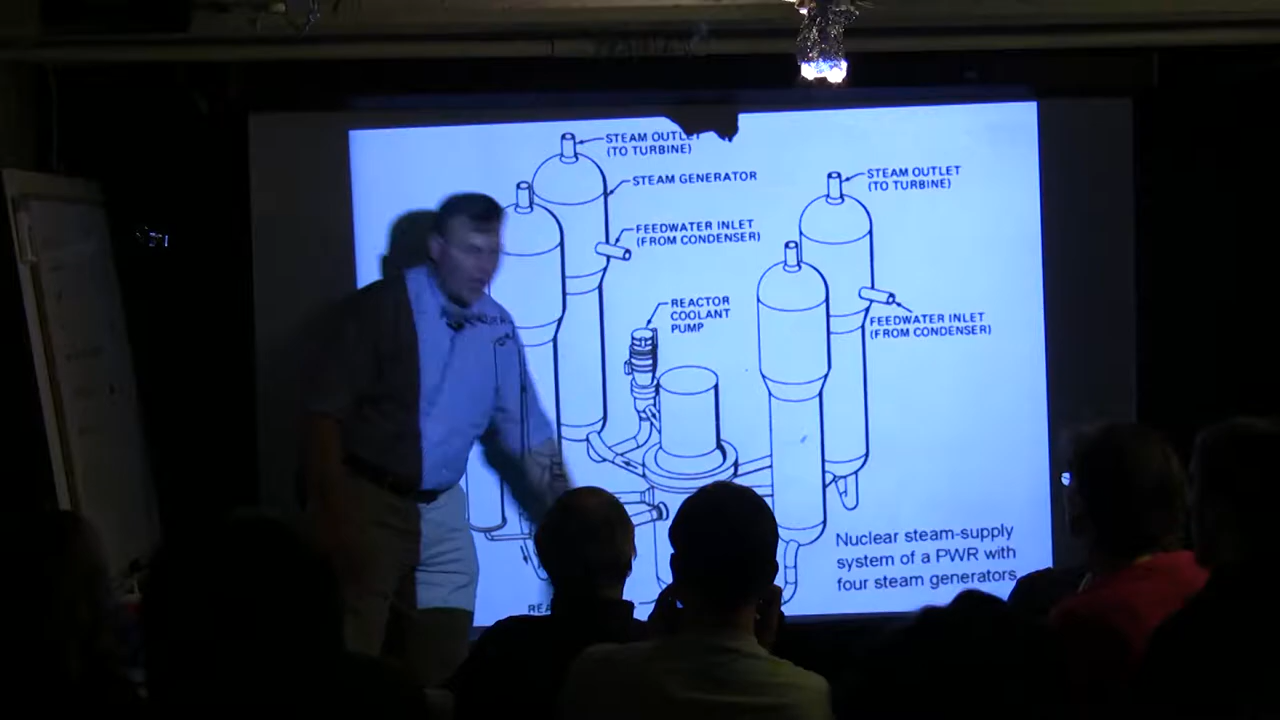 STEAM OUTLET
(TO TURBINE)
STEAM GENERATOR
FEEDWATER INLET
(FROM CONDENSER)
REACTOR
COOLANT
PUMP
STEAM OUTLET
(TO TURBINE)
FEEDWATER INLET
(FROM CONDENSER)
Nuclear steam-supply
system of a PWR with
four steam generators
REA